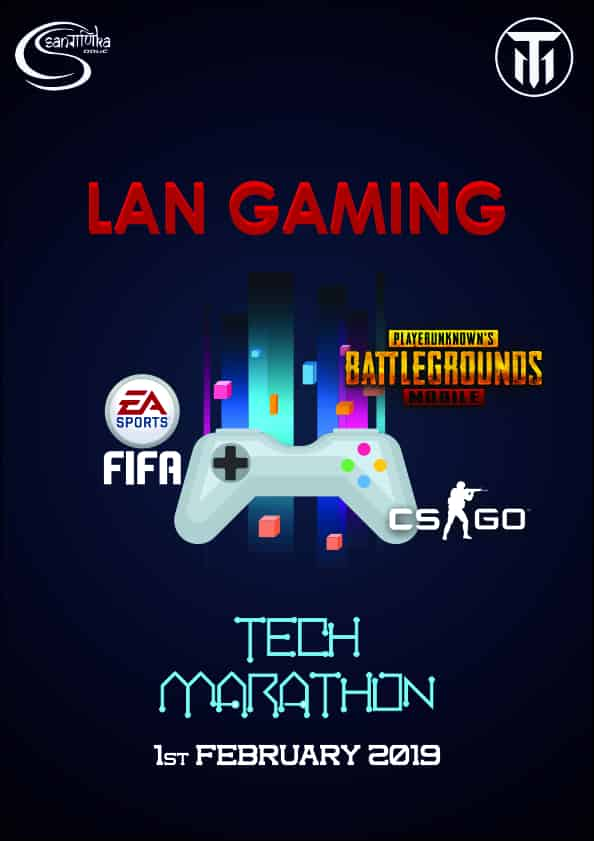 LAN GAMING
PLAYERUNKNOWN'S
BATTLEGROUNDS
MOBILE
EA
SPORTS
FIFA
CS GO
TECH
MARATHON
1ST FEBRUARY 2019